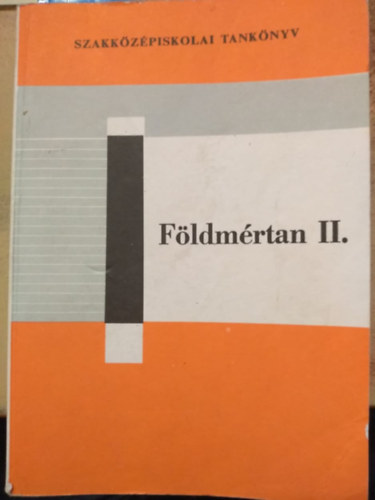 SZAKKÖZÉPISKOLAI TANKÖNYV
Földmértan II.